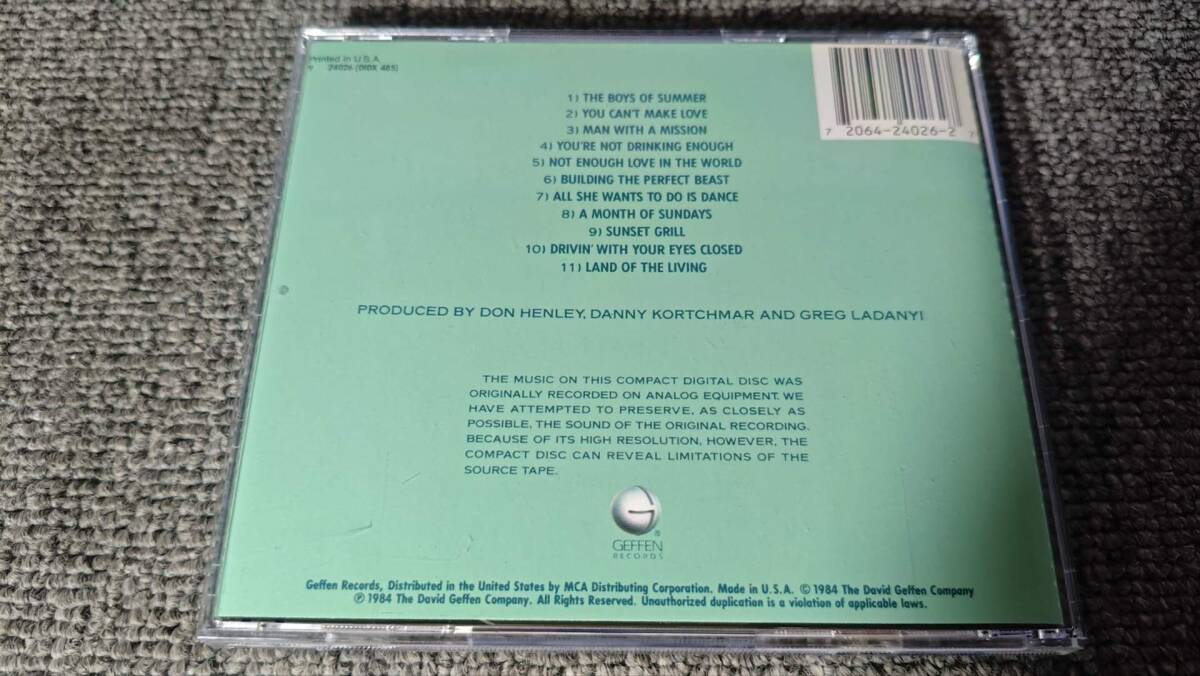 Printed in U.S.A.
9 24026 (DIDX 485)
7 2064-24026-2 7
1) THE BOYS OF SUMMER
2) YOU CAN'T MAKE LOVE
3) MAN WITH A MISSION
4) YOU'RE NOT DRINKING ENOUGH
5) NOT ENOUGH LOVE IN THE WORLD
6) BUILDING THE PERFECT BEAST
7) ALL SHE WANTS TO DO IS DANCE
8) A MONTH OF SUNDAYS
9) SUNSET GRILL
10) DRIVIN' WITH YOUR EYES CLOSED
11) LAND OF THE LIVING
PRODUCED BY DON HENLEY, DANNY KORTCHMAR AND GREG LADANYI
THE MUSIC ON THIS COMPACT DIGITAL DISC WAS
ORIGINALLY RECORDED ON ANALOG EQUIPMENT. WE
HAVE ATTEMPTED TO PRESERVE, AS CLOSELY AS
POSSIBLE, THE SOUND OF THE ORIGINAL RECORDING.
BECAUSE OF ITS HIGH RESOLUTION, HOWEVER, THE
COMPACT DISC CAN REVEAL LIMITATIONS OF THE
SOURCE TAPE.
G
®
GEFFEN
RECORDS
Geffen Records, Distributed in the United States by MCA Distributing Corporation. Made in U.S.A. © 1984 The David Geffen Company
℗ 1984 The David Geffen Company. All Rights Reserved. Unauthorized duplication is a violation of applicable laws.